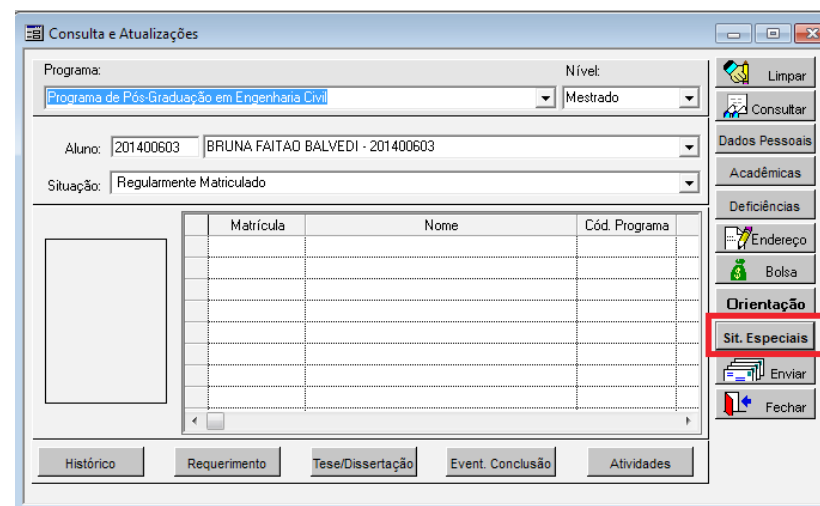 Consulta e Atualizações
Programa:
Nível:
Programa de Pós-Graduação em Engenharia Civil
Mestrado
Aluno: 201400603 BRUNA FAITAO BALVEDI - 201400603
Situação: Regularmente Matriculado
Matrícula Nome Cód. Programa
Histórico Requerimento Tese/Dissertação Event. Conclusão Atividades
Limpar
Consultar
Dados Pessoais
Acadêmicas
Deficiências
Endereço
Bolsa
Orientação
Sit. Especiais
Enviar
Fechar